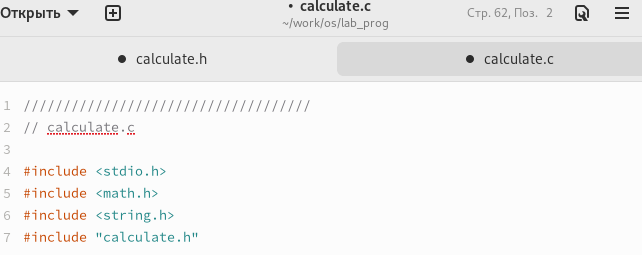 Открыть
• calculate.c
~/work/os/lab_prog
Стр. 62, Поз. 2
• calculate.h
• calculate.c
1 ////////////////////////////////////
2 // calculate.c
3
4 #include <stdio.h>
5 #include <math.h>
6 #include <string.h>
7 #include "calculate.h"